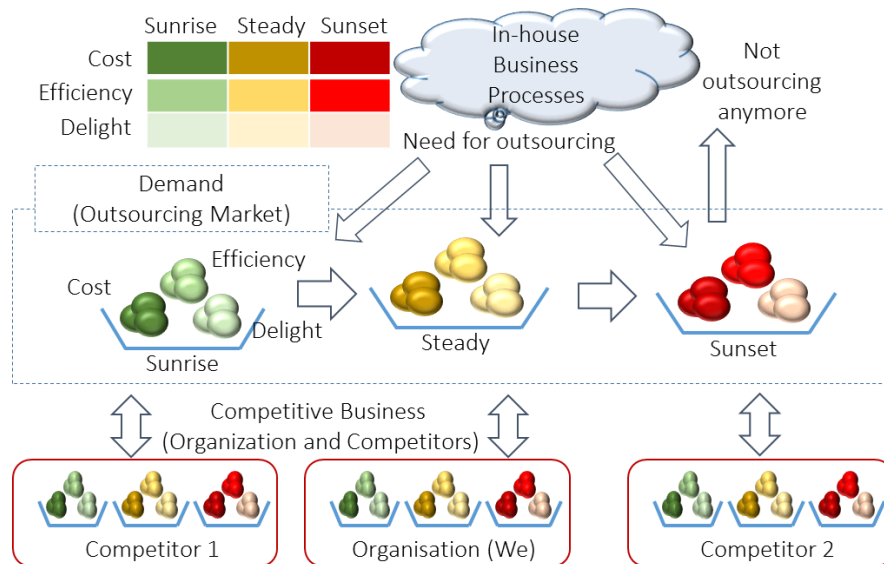 Sunrise Steady Sunset
Cost
Efficiency
Delight
In-house
Business
Processes
Need for outsourcing
Not
outsourcing
anymore
Demand
(Outsourcing Market)
Cost
Efficiency
Delight
Sunrise
Steady
Sunset
Competitive Business
(Organization and Competitors)
Competitor 1
Organisation (We)
Competitor 2